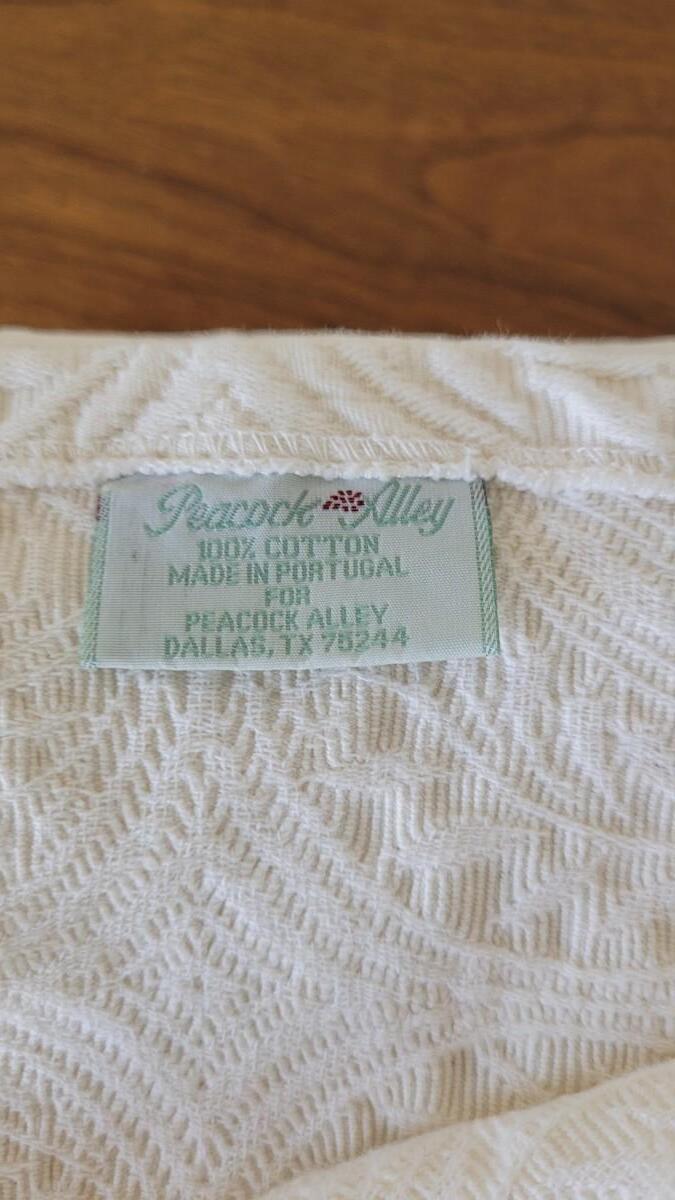 Peacock Alley
100% COTTON
MADE IN PORTUGAL
FOR
PEACOCK ALLEY
DALLAS, TX 75244